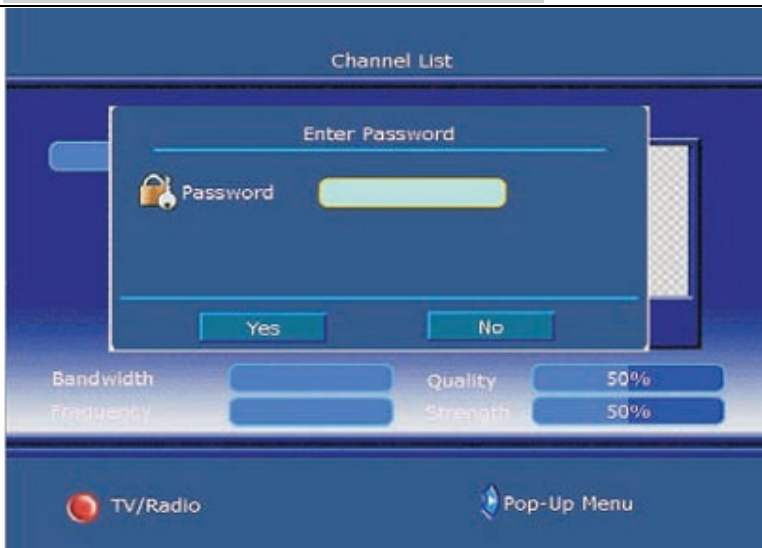 Channel List
Enter Password
Password
Yes No
Bandwidth Quality 50%
Frequency Strength 50%
TV/Radio Pop-Up Menu